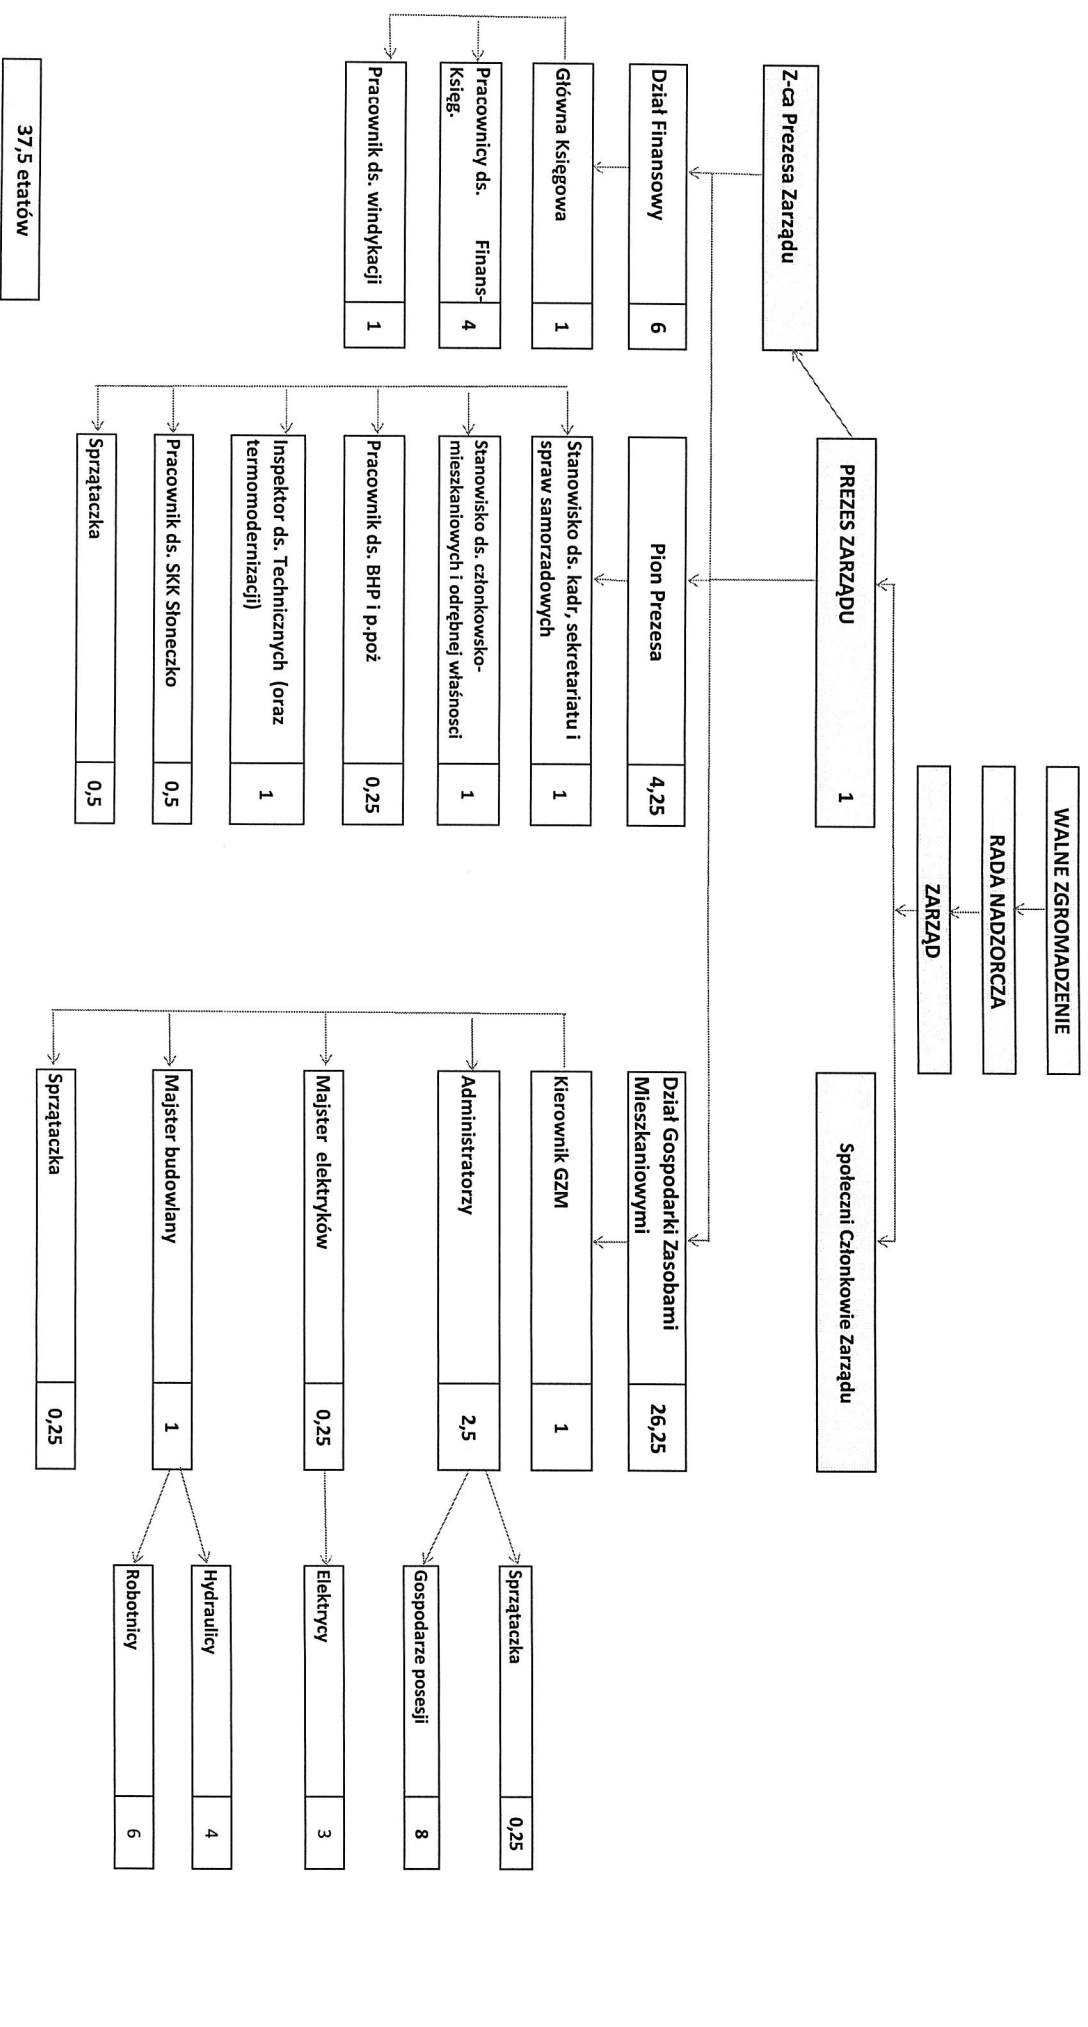 WALNE ZGROMADZENIE
RADA NADZORCZA
ZARZĄD
PREZES ZARZĄDU 1
Społeczni Członkowie Zarządu
Z-ca Prezesa Zarządu
Dział Finansowy 6
Pion Prezesa 4,25
Dział Gospodarki Zasobami
Mieszkaniowymi 26,25
Główna Księgowa 1
Pracownicy ds. Finans-
Księg. 4
Pracownik ds. windykacji 1
Stanowisko ds. kadr, sekretariatu i
spraw samorzadowych 1
Stanowisko ds. członkowsko-
mieszkaniowych i odrębnej właśnosci 1
Pracownik ds. BHP i p.poż 0,25
Inspektor ds. Technicznych (oraz
termomodernizacji) 1
Pracownik ds. SKK Słoneczko 0,5
Sprzątaczka 0,5
Kierownik GZM 1
Administratorzy 2,5
Majster elektryków 0,25
Majster budowlany 1
Sprzątaczka 0,25
Sprzątaczka 0,25
Gospodarze posesji 8
Elektrycy 3
Hydraulicy 4
Robotnicy 6
37,5 etatów